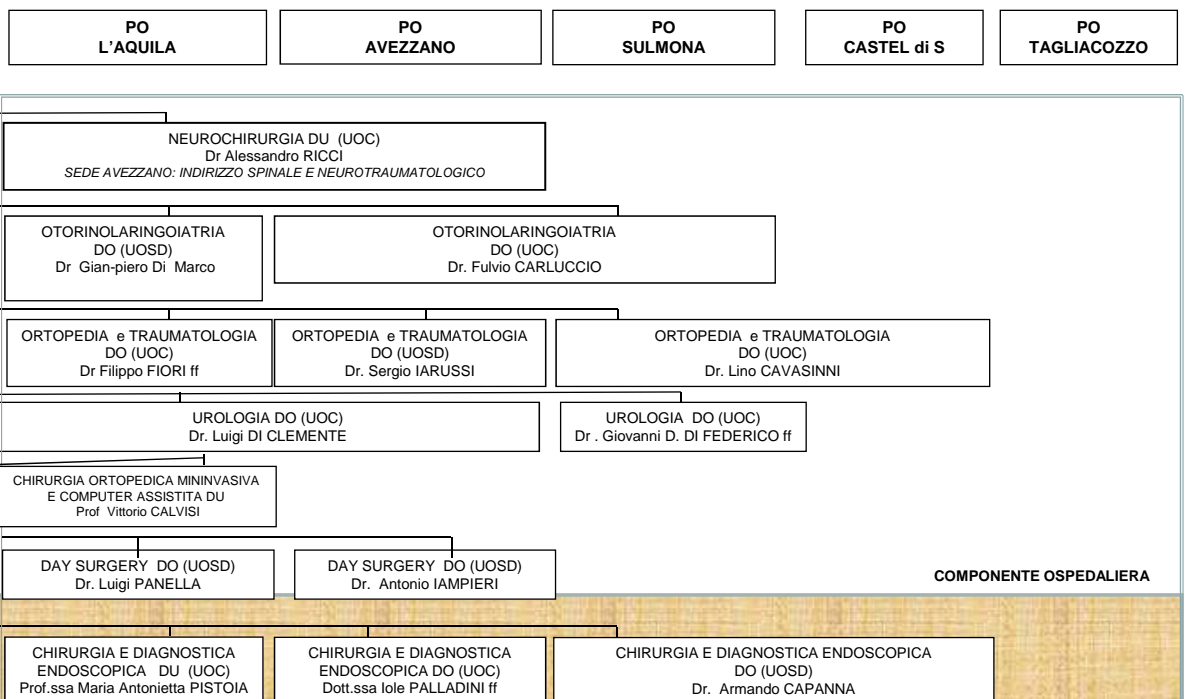 PO
L'AQUILA
PO
AVEZZANO
PO
SULMONA
PO
CASTEL di S
PO
TAGLIACOZZO
NEUROCHIRURGIA DU (UOC)
Dr Alessandro RICCI
SEDE AVEZZANO: INDIRIZZO SPINALE E NEUROTRAUMATOLOGICO
OTORINOLARINGOIATRIA
DO (UOSD)
Dr Gian-piero Di Marco
OTORINOLARINGOIATRIA
DO (UOC)
Dr. Fulvio CARLUCCIO
ORTOPEDIA e TRAUMATOLOGIA
DO (UOC)
Dr Filippo FIORI ff
ORTOPEDIA e TRAUMATOLOGIA
DO (UOSD)
Dr. Sergio IARUSSI
ORTOPEDIA e TRAUMATOLOGIA
DO (UOC)
Dr. Lino CAVASINNI
UROLOGIA DO (UOC)
Dr. Luigi DI CLEMENTE
UROLOGIA DO (UOC)
Dr . Giovanni D. DI FEDERICO ff
CHIRURGIA ORTOPEDICA MININVASIVA
E COMPUTER ASSISTITA DU
Prof Vittorio CALVISI
DAY SURGERY DO (UOSD)
Dr. Luigi PANELLA
DAY SURGERY DO (UOSD)
Dr. Antonio IAMPIERI
COMPONENTE OSPEDALIERA
CHIRURGIA E DIAGNOSTICA
ENDOSCOPICA DU (UOC)
Prof.ssa Maria Antonietta PISTOIA
CHIRURGIA E DIAGNOSTICA
ENDOSCOPICA DO (UOC)
Dott.ssa Iole PALLADINI ff
CHIRURGIA E DIAGNOSTICA ENDOSCOPICA
DO (UOSD)
Dr. Armando CAPANNA